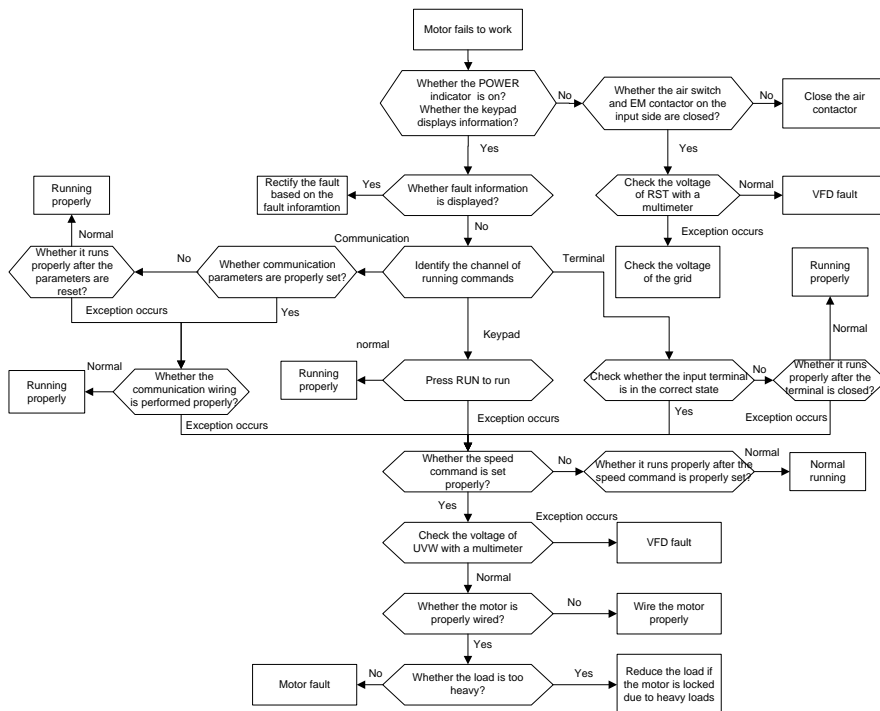 Motor fails to work
Whether the POWER
indicator is on?
Whether the keypad
displays information?
No
Whether the air switch
and EM contactor on the
input side are closed?
No
Close the air
contactor
Yes
Yes
Rectify the fault
based on the
fault inforamtion
Yes
Whether fault information
is displayed?
Check the voltage
of RST with a
multimeter
Normal
VFD fault
Running
properly
Normal
No
Exception occurs
Communication
Whether it runs
properly after the
parameters are
reset?
No
Whether communication
parameters are properly set?
Identify the channel of
running commands
Terminal
Check the voltage
of the grid
Running
properly
Exception occurs
Yes
Keypad
Normal
normal
Running
properly
Normal
Whether the
communication wiring
is performed properly?
Running
properly
Press RUN to run
Check whether the input terminal
is in the correct state
No
Whether it runs
properly after the
terminal is closed?
Exception occurs
Exception occurs
Yes
Exception occurs
Whether the speed
command is set
properly?
No
Whether it runs properly after the
speed command is properly set?
Normal
Normal
running
Yes
Exception occurs
Check the voltage of
UVW with a multimeter
VFD fault
Normal
Whether the motor is
properly wired?
No
Wire the motor
properly
Yes
Motor fault
No
Whether the load is too
heavy?
Yes
Reduce the load if
the motor is locked
due to heavy loads